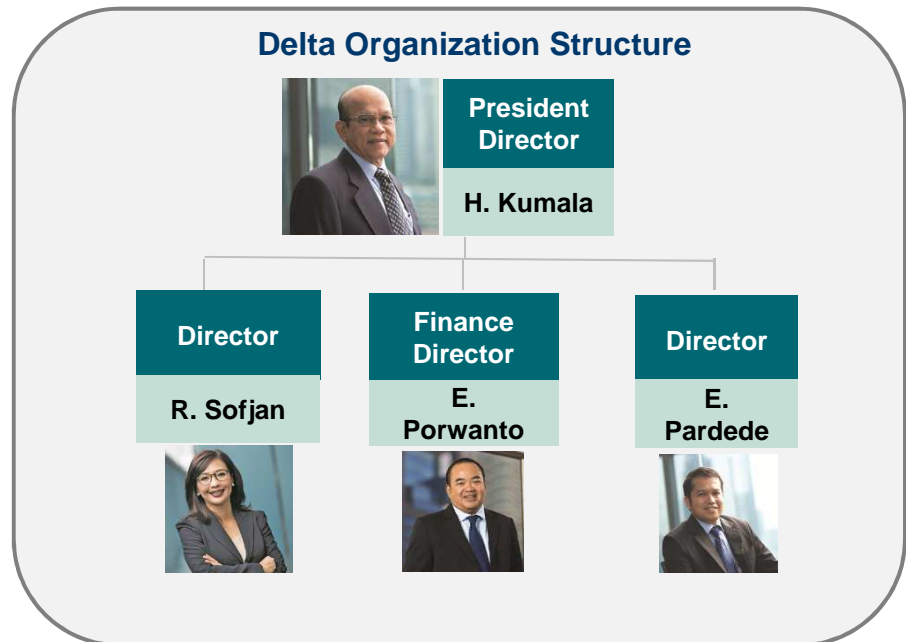 Delta Organization Structure
President
Director
H. Kumala
Director
R. Sofjan
Finance
Director
E.
Porwanto
Director
E.
Pardede